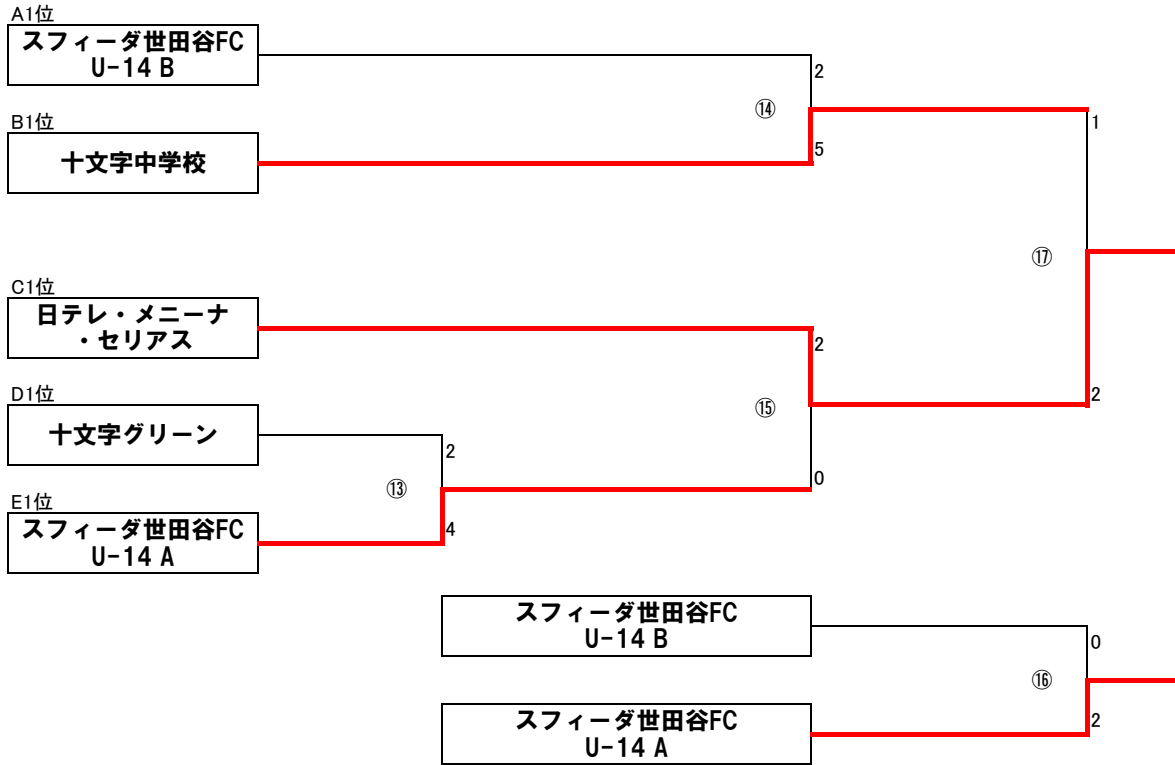 A1位
スフィーダ世田谷FC
U-14 B
2
⑭
B1位
十文字中学校
5
1
⑰
C1位
日テレ・メニーナ
・セリアス
2
2
D1位
十文字グリーン
⑮
2
⑬
0
E1位
スフィーダ世田谷FC
U-14 A
4
スフィーダ世田谷FC
U-14 B
0
⑯
スフィーダ世田谷FC
U-14 A
2